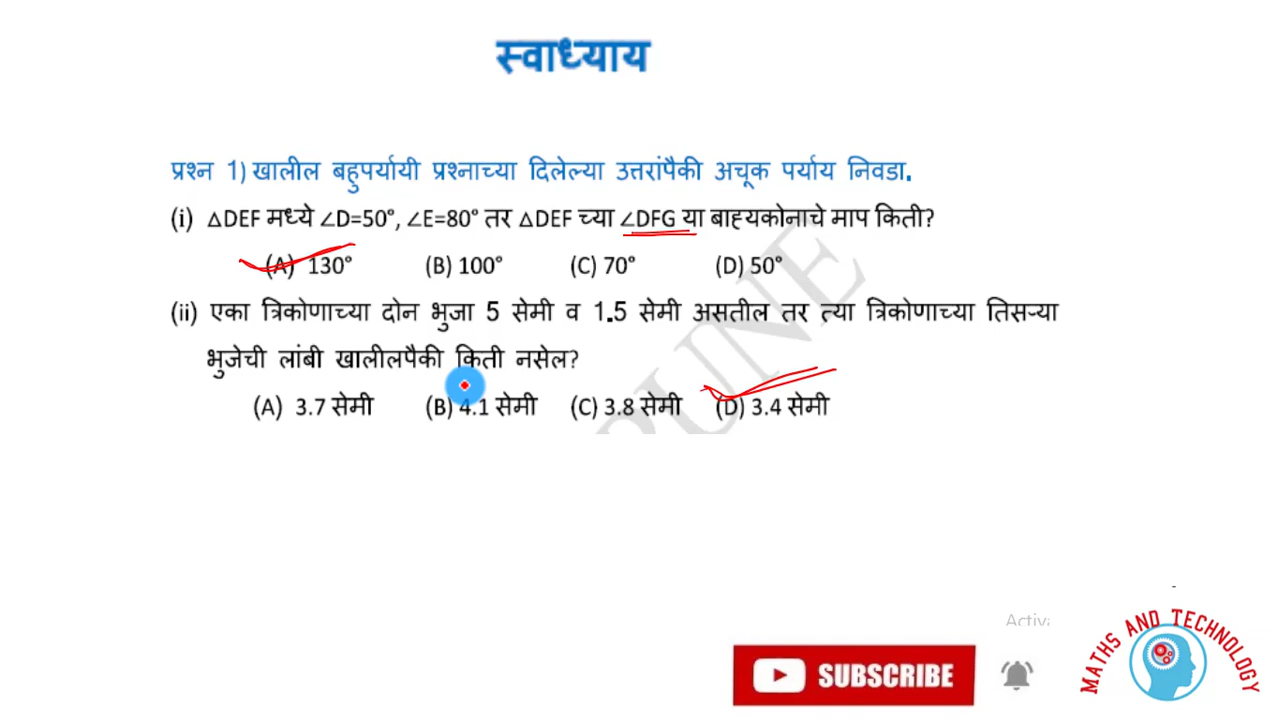 स्वाध्याय
प्रश्न 1) खालील बहुपर्यायी प्रश्नाच्या दिलेल्या उत्तरांपैकी अचूक पर्याय निवडा.
(i) △DEF मध्ये ∠D=50°, ∠E=80° तर △DEF च्या ∠DFG या बाह्यकोनाचे माप किती?
(A) 130° (B) 100° (C) 70° (D) 50°
(ii) एका त्रिकोणाच्या दोन भुजा 5 सेमी व 1.5 सेमी असतील तर त्या त्रिकोणाच्या तिसऱ्या
भुजेची लांबी खालीलपैकी किती नसेल?
(A) 3.7 सेमी (B) 4.1 सेमी (C) 3.8 सेमी (D) 3.4 सेमी
PUNE
Activa
MATHS AND TECHNOLOGY
SUBSCRIBE